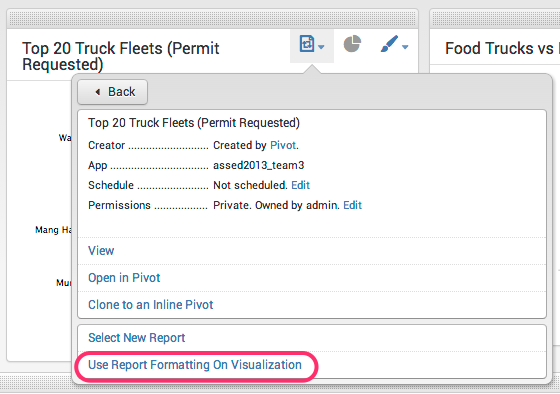 Top 20 Truck Fleets (Permit
Requested)
Food Trucks vs
Back
Wa
Mang Ha
Mu
Top 20 Truck Fleets (Permit Requested)
Creator ........................... Created by Pivot.
App ................................. assed2013_team3
Schedule ........................ Not scheduled. Edit
Permissions .................. Private. Owned by admin. Edit
View
Open in Pivot
Clone to an Inline Pivot
Select New Report
Use Report Formatting On Visualization